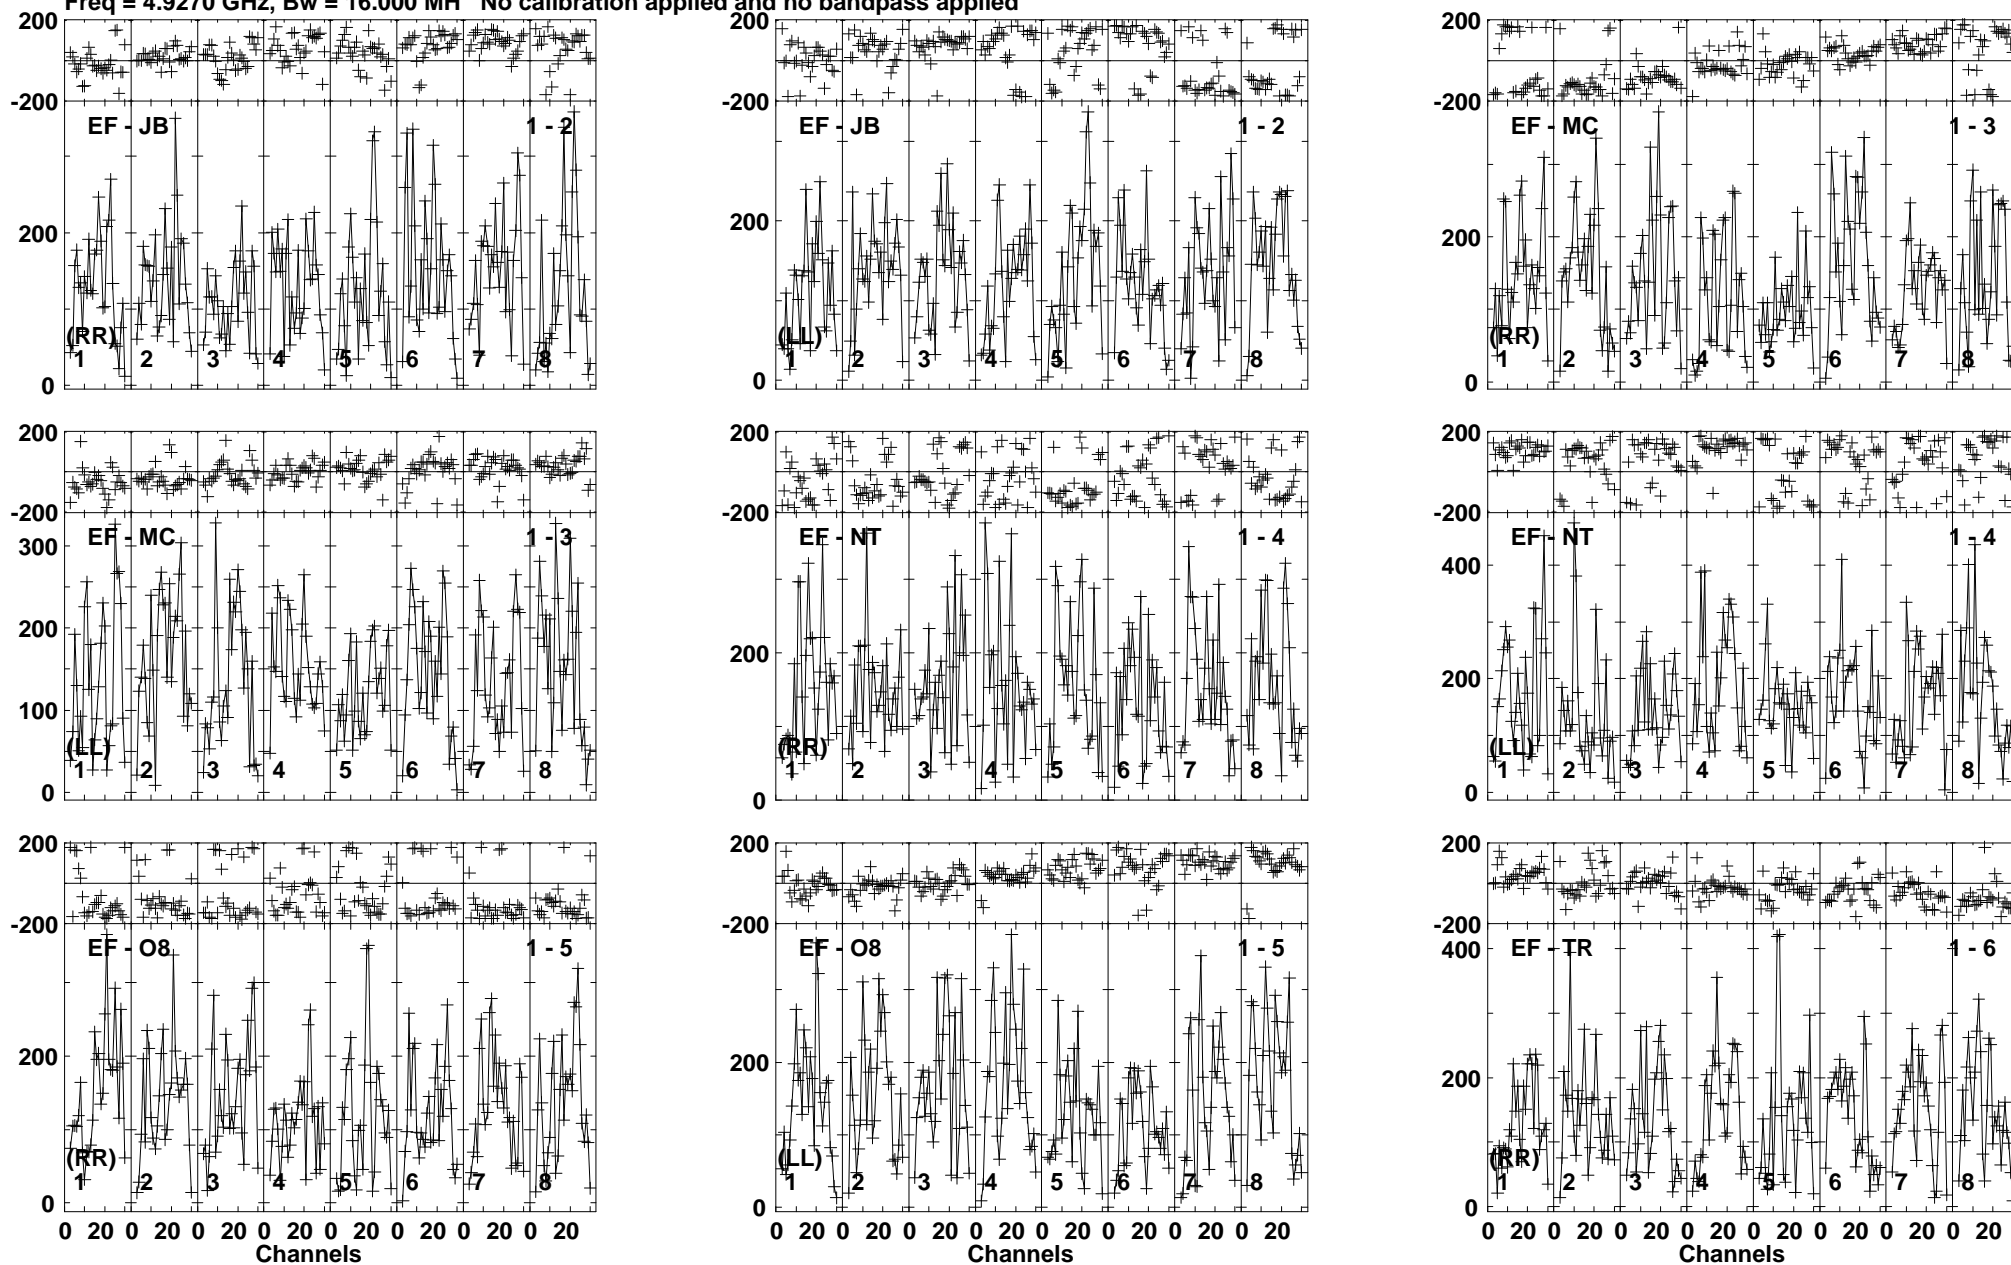 Freq = 4.9270 GHz, Bw = 16.000 MH No calibration applied and no bandpass applied
200 200 200
-200 -200 -200
EF - JB 1 - 2 EF - JB 1 - 2 EF - MC 1 - 3
200 200 200
(RR) (LL) (RR)
1 2 3 4 5 6 7 8 1 2 3 4 5 6 7 8 1 2 3 4 5 6 7 8
0 0 0
200 200 200
-200 -200 -200
EF - MC 1 - 3 EF - NT 1 - 4 EF - NT 1 - 4
300 400
200 200 200
100
(LL) (RR) (LL)
1 2 3 4 5 6 7 8 1 2 3 4 5 6 7 8 1 2 3 4 5 6 7 8
0 0 0
200 200 200
-200 -200 -200
EF - O8 1 - 5 EF - O8 1 - 5 EF - TR 1 - 6
400
200 200 200
(RR) (LL) (RR)
1 2 3 4 5 6 7 8 1 2 3 4 5 6 7 8 1 2 3 4 5 6 7 8
0 0 0
0 20 0 20 0 20 0 20 0 20 0 20 0 20 0 20 0 20 0 20 0 20 0 20 0 20 0 20 0 20 0 20 0 20 0 20 0 20 0 20 0 20 0 20 0 20 0 20
Channels Channels Channels